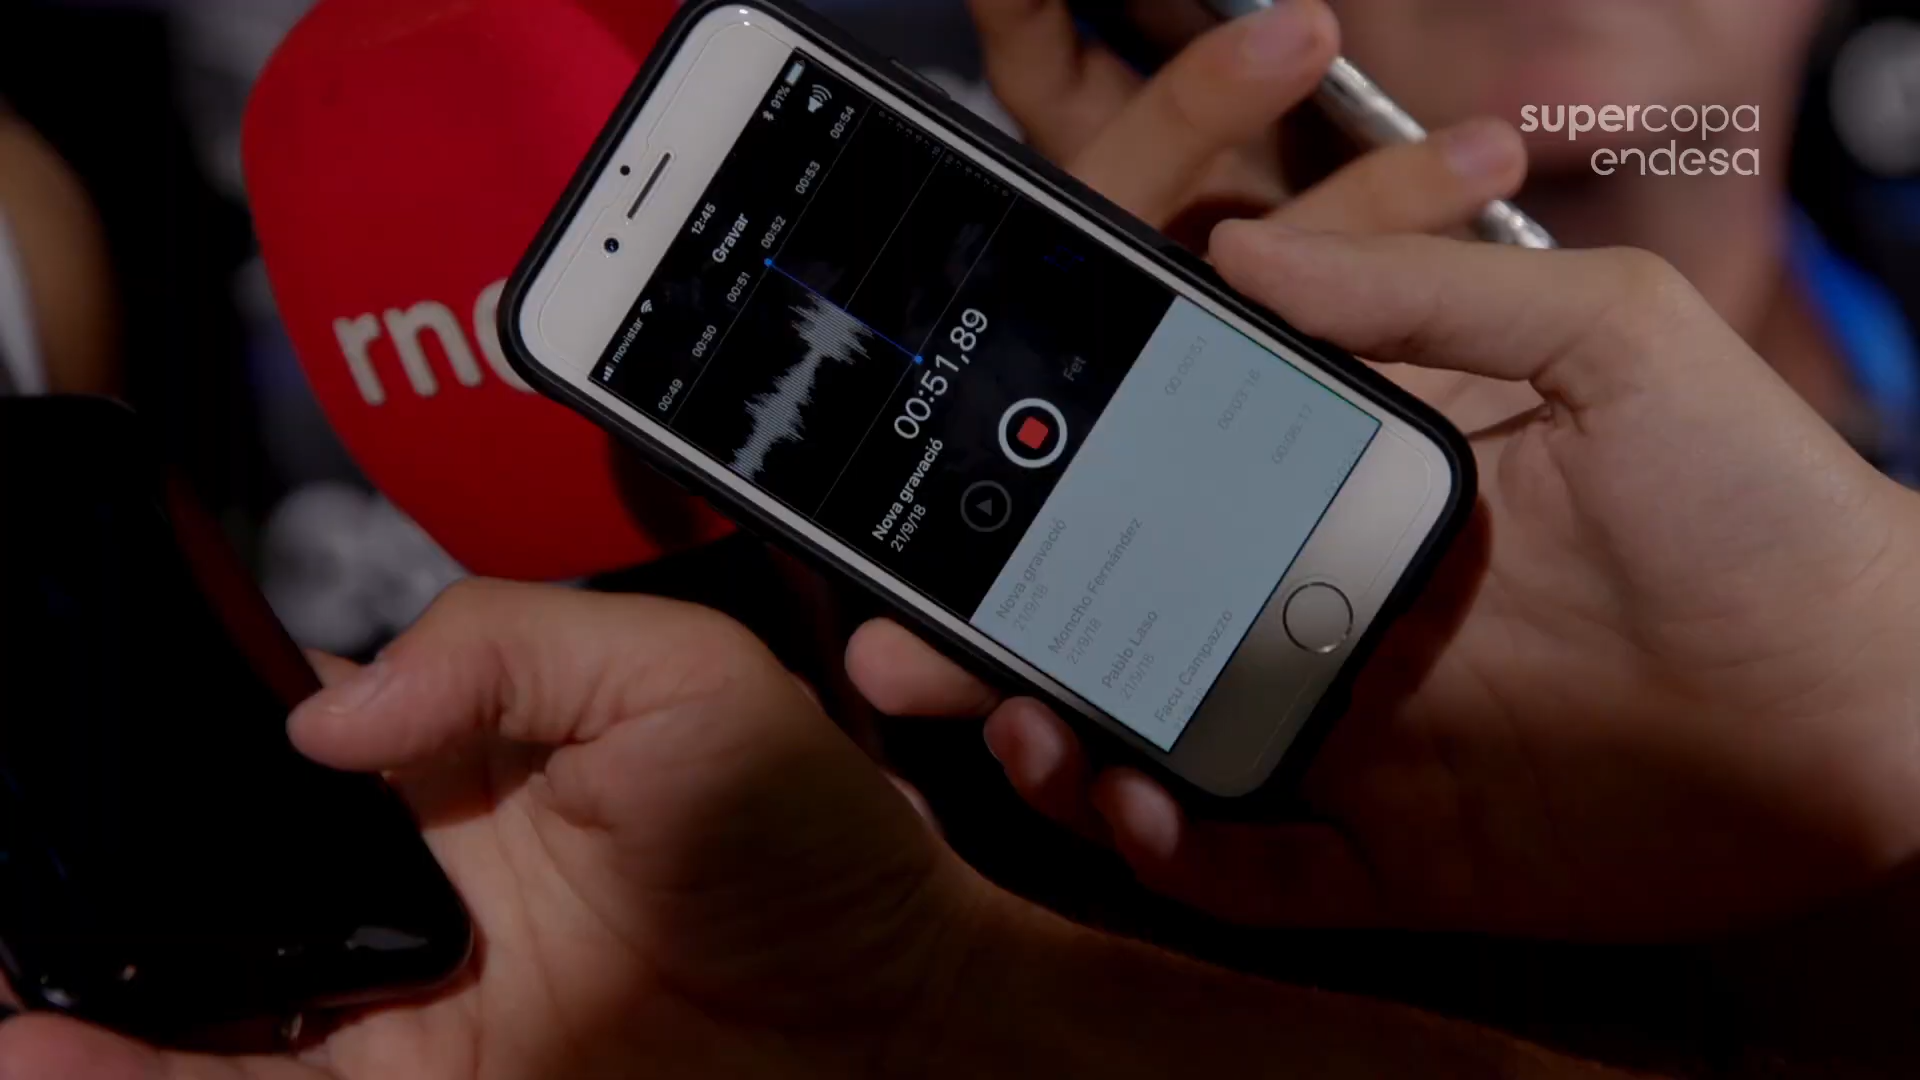 supercopa
endesa
rne
movistar
12:45
91%
Gravar
00:49
00:50
00:51
00:52
00:53
00:54
00:51,89
Nova gravació
21/9/18
Fet
Nova gravació
21/9/18
00:00:51
Moncho Fernández
21/9/18
00:03:18
Pablo Laso
21/9/18
00:06:17
Facu Campazzo